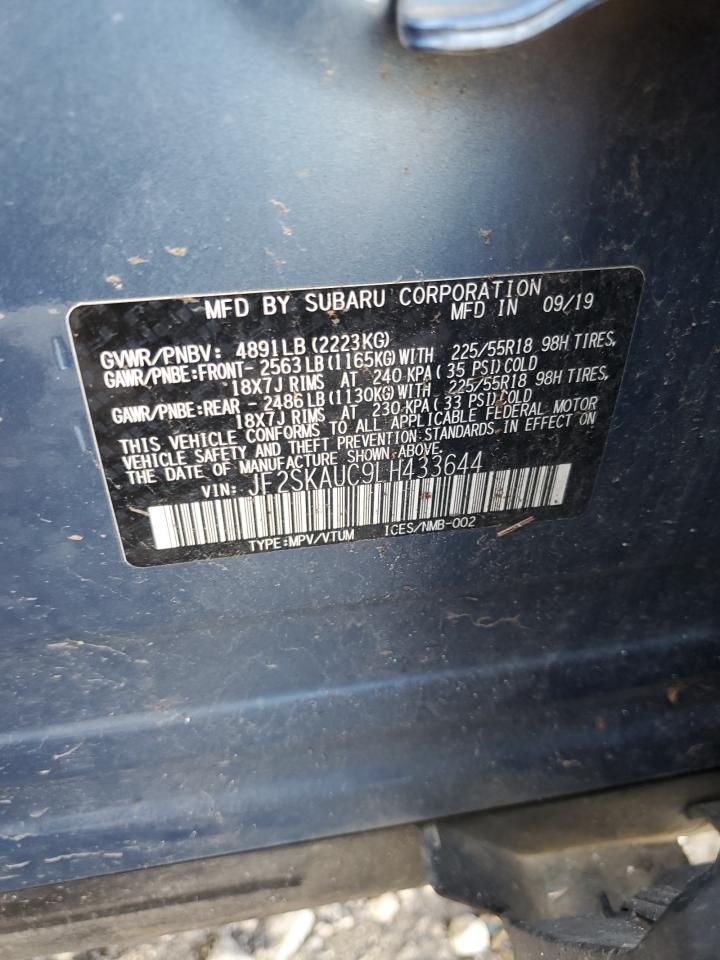 MFD BY SUBARU CORPORATION
MFD IN 09/19
GVWR/PNBV: 4891LB (2223KG)
GAWR/PNBE:FRONT- 2563LB (1165KG) WITH 225/55R18 98H TIRES,
18X7J RIMS AT 240 KPA ( 35 PSI) COLD
GAWR/PNBE:REAR - 2486LB (1130KG) WITH 225/55R18 98H TIRES,
18X7J RIMS AT 230 KPA ( 33 PSI) COLD
THIS VEHICLE CONFORMS TO ALL APPLICABLE FEDERAL MOTOR
VEHICLE SAFETY AND THEFT PREVENTION STANDARDS IN EFFECT ON
THE DATE OF MANUFACTURE SHOWN ABOVE.
VIN: JF2SKAUC9LH433644
TYPE:MPV/VTUM ICES/NMB-002